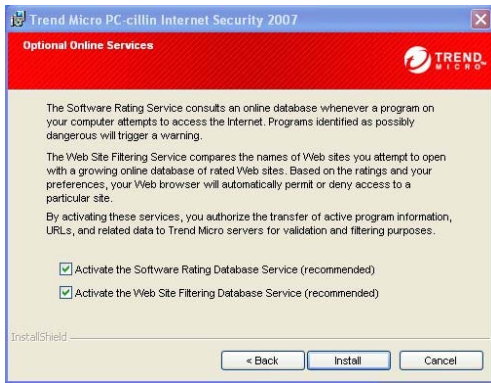 Trend Micro PC-cillin Internet Security 2007
Optional Online Services
TREND
MICRO
The Software Rating Service consults an online database whenever a program on
your computer attempts to access the Internet. Programs identified as possibly
dangerous will trigger a warning.
The Web Site Filtering Service compares the names of Web sites you attempt to open
with a growing online database of rated Web sites. Based on the ratings and your
preferences, your Web browser will automatically permit or deny access to a
particular site.
By activating these services, you authorize the transfer of active program information,
URLs, and related data to Trend Micro servers for validation and filtering purposes.
Activate the Software Rating Database Service (recommended)
Activate the Web Site Filtering Database Service (recommended)
InstallShield
< Back Install Cancel